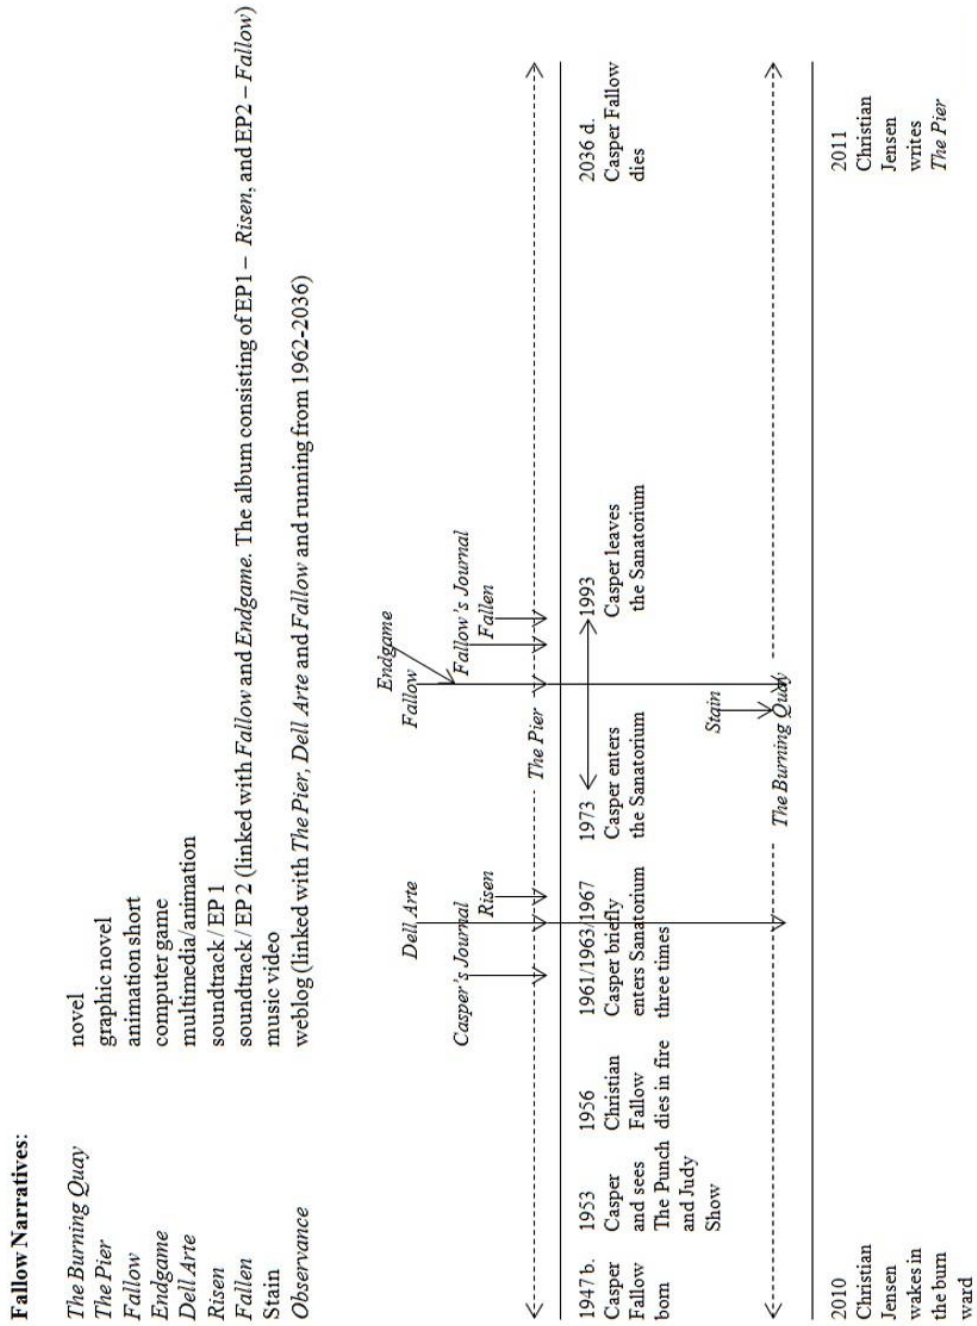 Fallow Narratives:
The Burning Quay novel
The Pier graphic novel
Fallow animation short
Endgame computer game
Dell Arte multimedia/animation
Risen soundtrack / EP 1
Fallen soundtrack / EP 2 (linked with Fallow and Endgame. The album consisting of EP1 – Risen, and EP2 – Fallow)
Stain music video
Observance weblog (linked with The Pier, Dell Arte and Fallow and running from 1962-2036)
Endgame
Dell Arte
Fallow
Casper's Journal
Fallow's Journal
Risen
Fallen
The Pier
1947 b.
Casper
Fallow
born
1953
Casper
and sees
The Punch
and Judy
Show
1956
Christian
Fallow
dies in fire
1961/1963/1967
Casper briefly
enters Sanatorium
three times
1973
Casper enters
the Sanatorium
1993
Casper leaves
the Sanatorium
2036 d.
Casper Fallow
dies
Stain
The Burning Quay
2010
Christian
Jensen
wakes in
the burn
ward
2011
Christian
Jensen
writes
The Pier